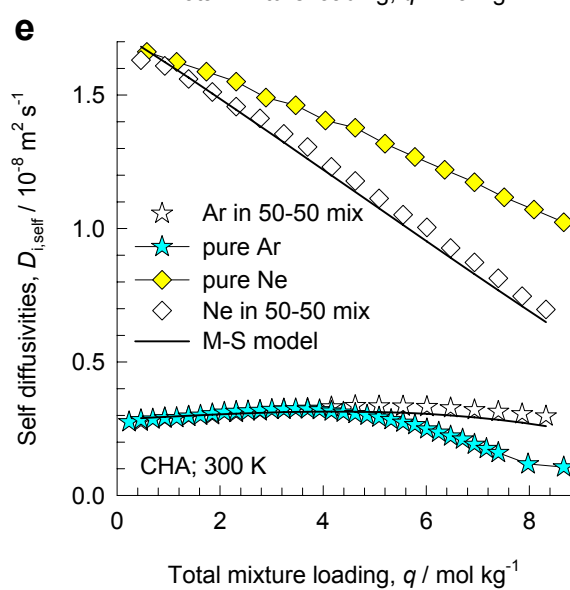 e
Self diffusivities, D_i,self / 10^-8 m^2 s^-1
1.5
1.0
0.5
0.0
Ar in 50-50 mix
pure Ar
pure Ne
Ne in 50-50 mix
M-S model
CHA; 300 K
0 2 4 6 8
Total mixture loading, q / mol kg^-1